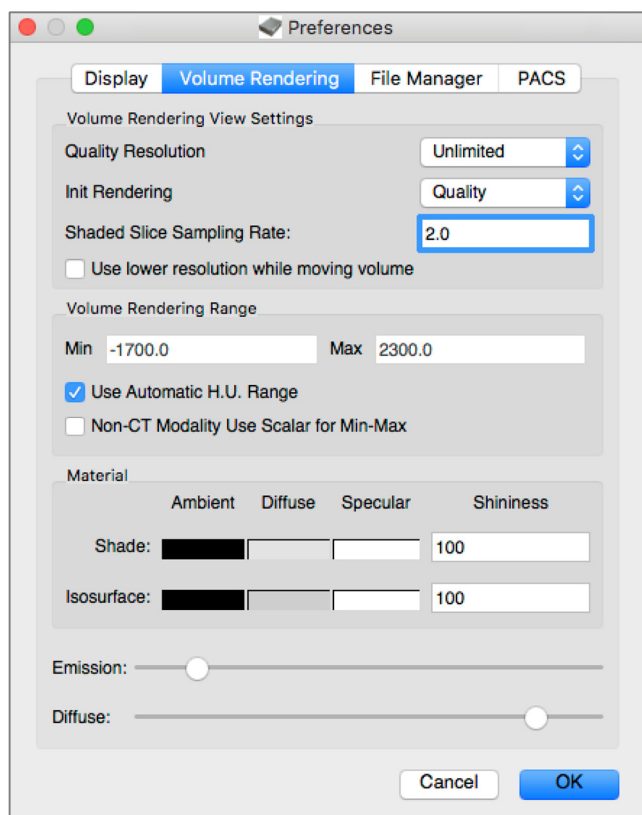 Preferences
Display Volume Rendering File Manager PACS
Volume Rendering View Settings
Quality Resolution Unlimited
Init Rendering Quality
Shaded Slice Sampling Rate: 2.0
Use lower resolution while moving volume
Volume Rendering Range
Min -1700.0 Max 2300.0
Use Automatic H.U. Range
Non-CT Modality Use Scalar for Min-Max
Material
Ambient Diffuse Specular Shininess
Shade: 100
Isosurface: 100
Emission:
Diffuse:
Cancel OK